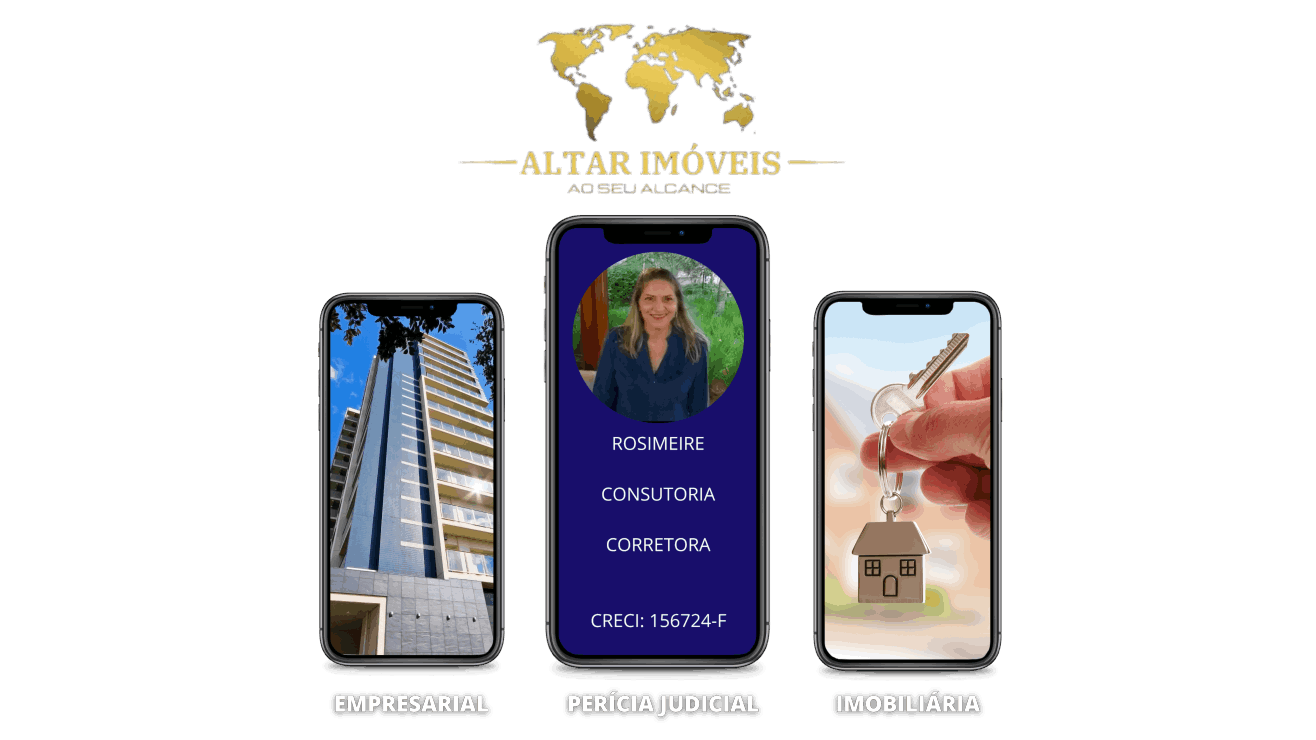 ALTAR IMÓVEIS
AO SEU ALCANCE
ROSIMEIRE
CONSUTORIA
CORRETORA
CRECI: 156724-F
EMPRESARIAL
PERÍCIA JUDICIAL
IMOBILIÁRIA